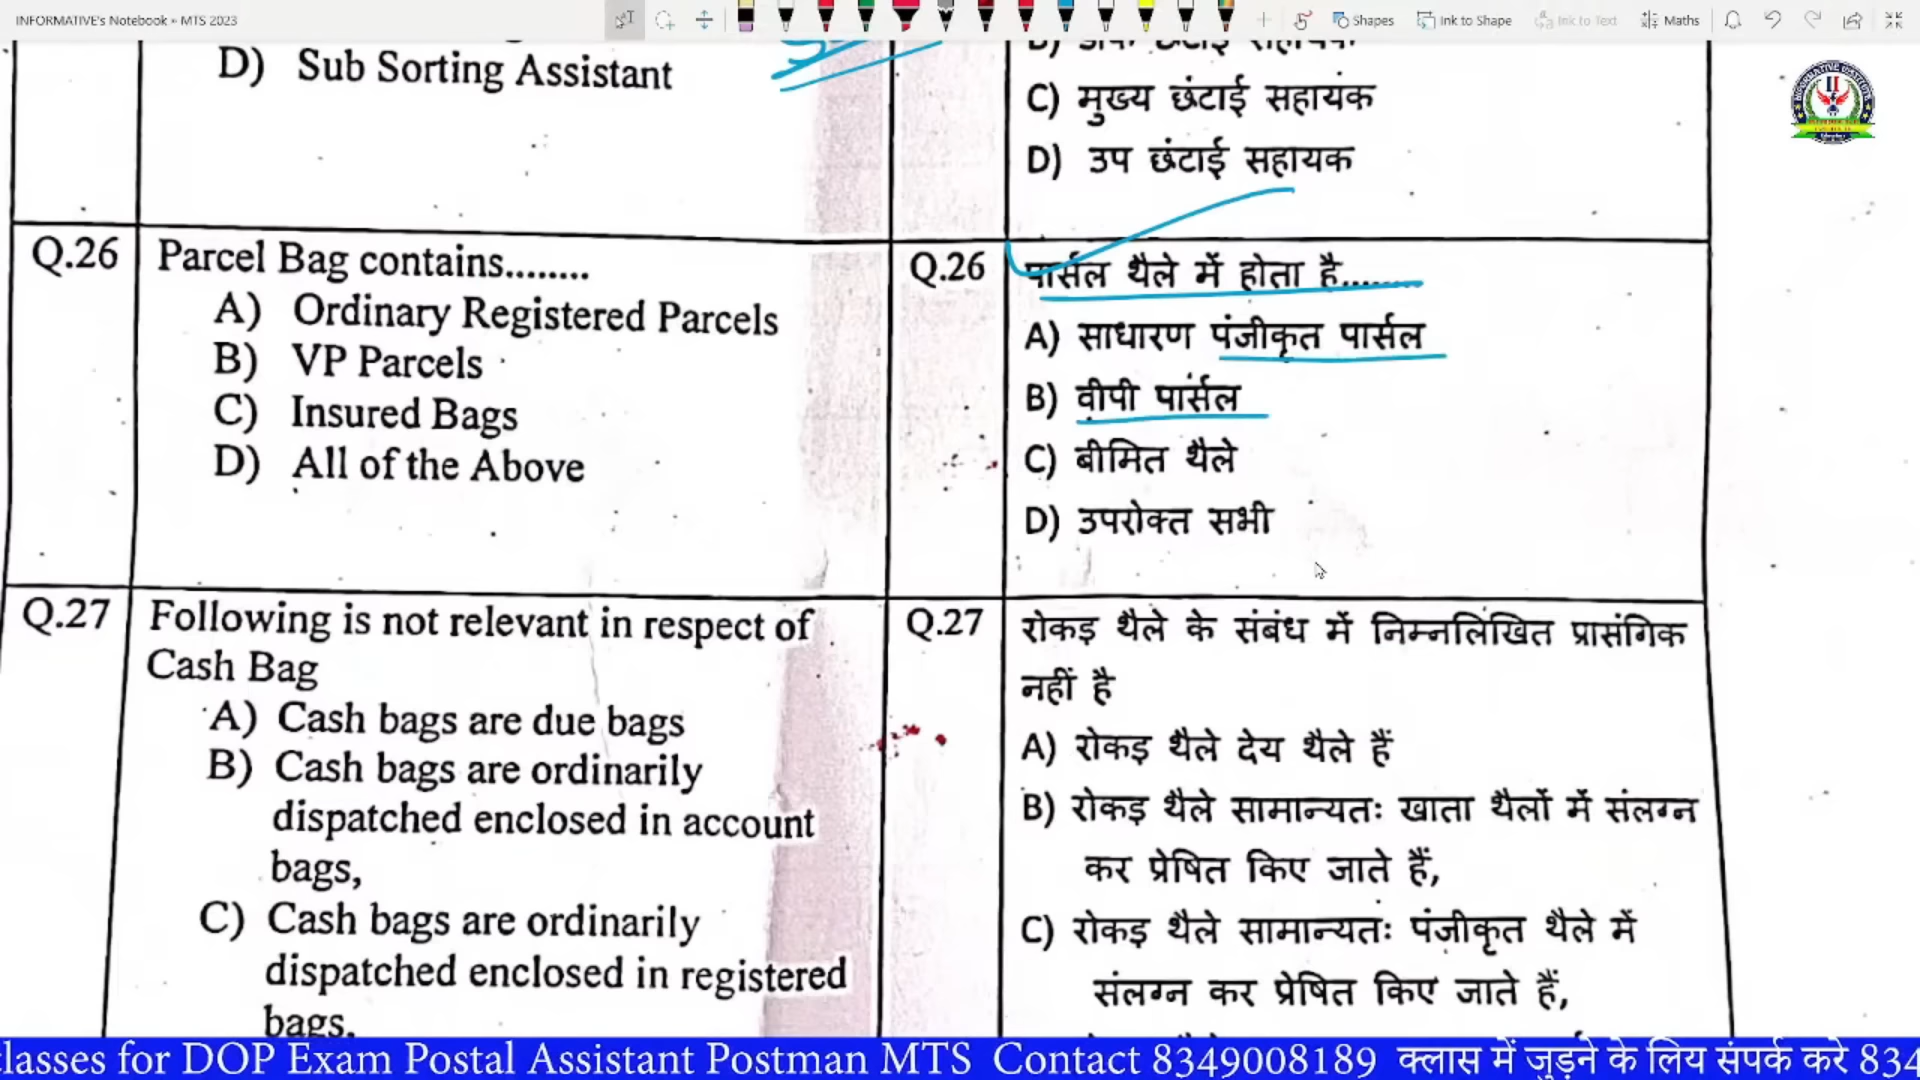 INFORMATIVE's Notebook » MTS 2023
Shapes
Ink to Shape
Ink to Text
Maths
D) Sub Sorting Assistant
C) मुख्य छंटाई सहायक
D) उप छंटाई सहायक
Q.26
Parcel Bag contains........
A) Ordinary Registered Parcels
B) VP Parcels
C) Insured Bags
D) All of the Above
Q.26
पार्सल थैले में होता है........
A) साधारण पंजीकृत पार्सल
B) वीपी पार्सल
C) बीमित थैले
D) उपरोक्त सभी
Q.27
Following is not relevant in respect of
Cash Bag
A) Cash bags are due bags
B) Cash bags are ordinarily
dispatched enclosed in account
bags,
C) Cash bags are ordinarily
dispatched enclosed in registered
bags,
Q.27
रोकड़ थैले के संबंध में निम्नलिखित प्रासंगिक
नहीं है
A) रोकड़ थैले देय थैले हैं
B) रोकड़ थैले सामान्यतः खाता थैलों में संलग्न
कर प्रेषित किए जाते हैं,
C) रोकड़ थैले सामान्यतः पंजीकृत थैले में
संलग्न कर प्रेषित किए जाते हैं,
classes for DOP Exam Postal Assistant Postman MTS Contact 8349008189 क्लास में जुड़ने के लिय संपर्क करे 834